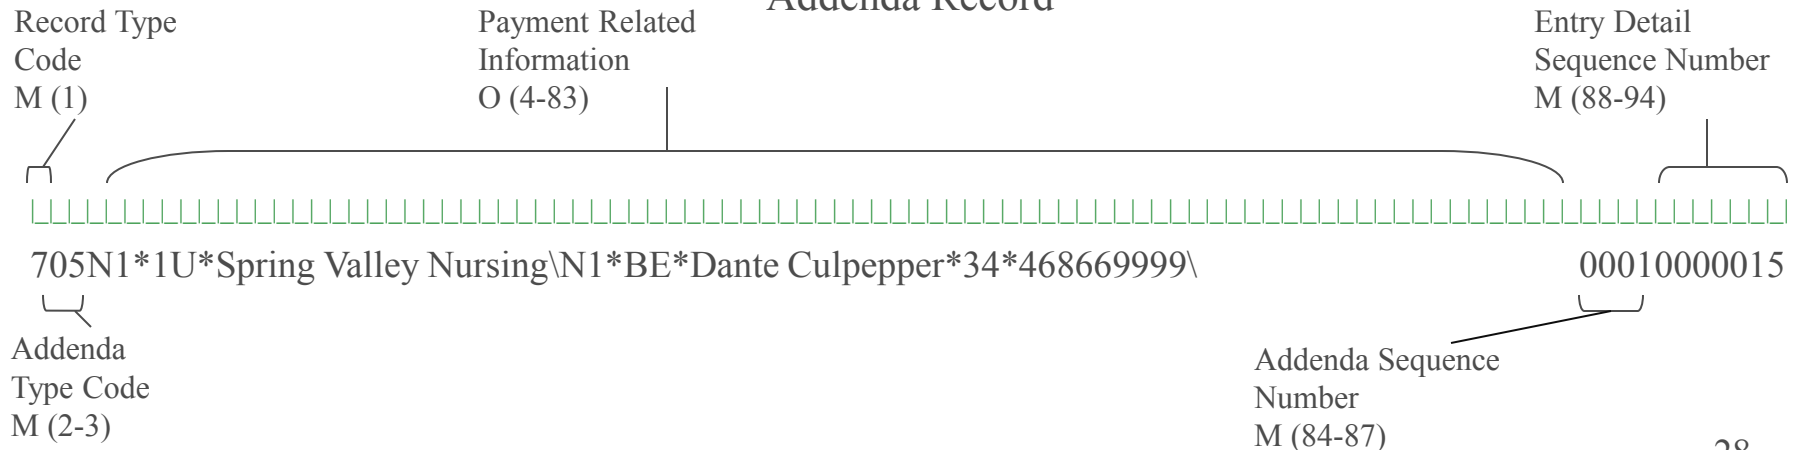 Addenda Record
Record Type
Code
M (1)
Payment Related
Information
O (4-83)
Entry Detail
Sequence Number
M (88-94)
705N1*1U*Spring Valley Nursing\N1*BE*Dante Culpepper*34*468669999\ 00010000015
Addenda
Type Code
M (2-3)
Addenda Sequence
Number
M (84-87)
28